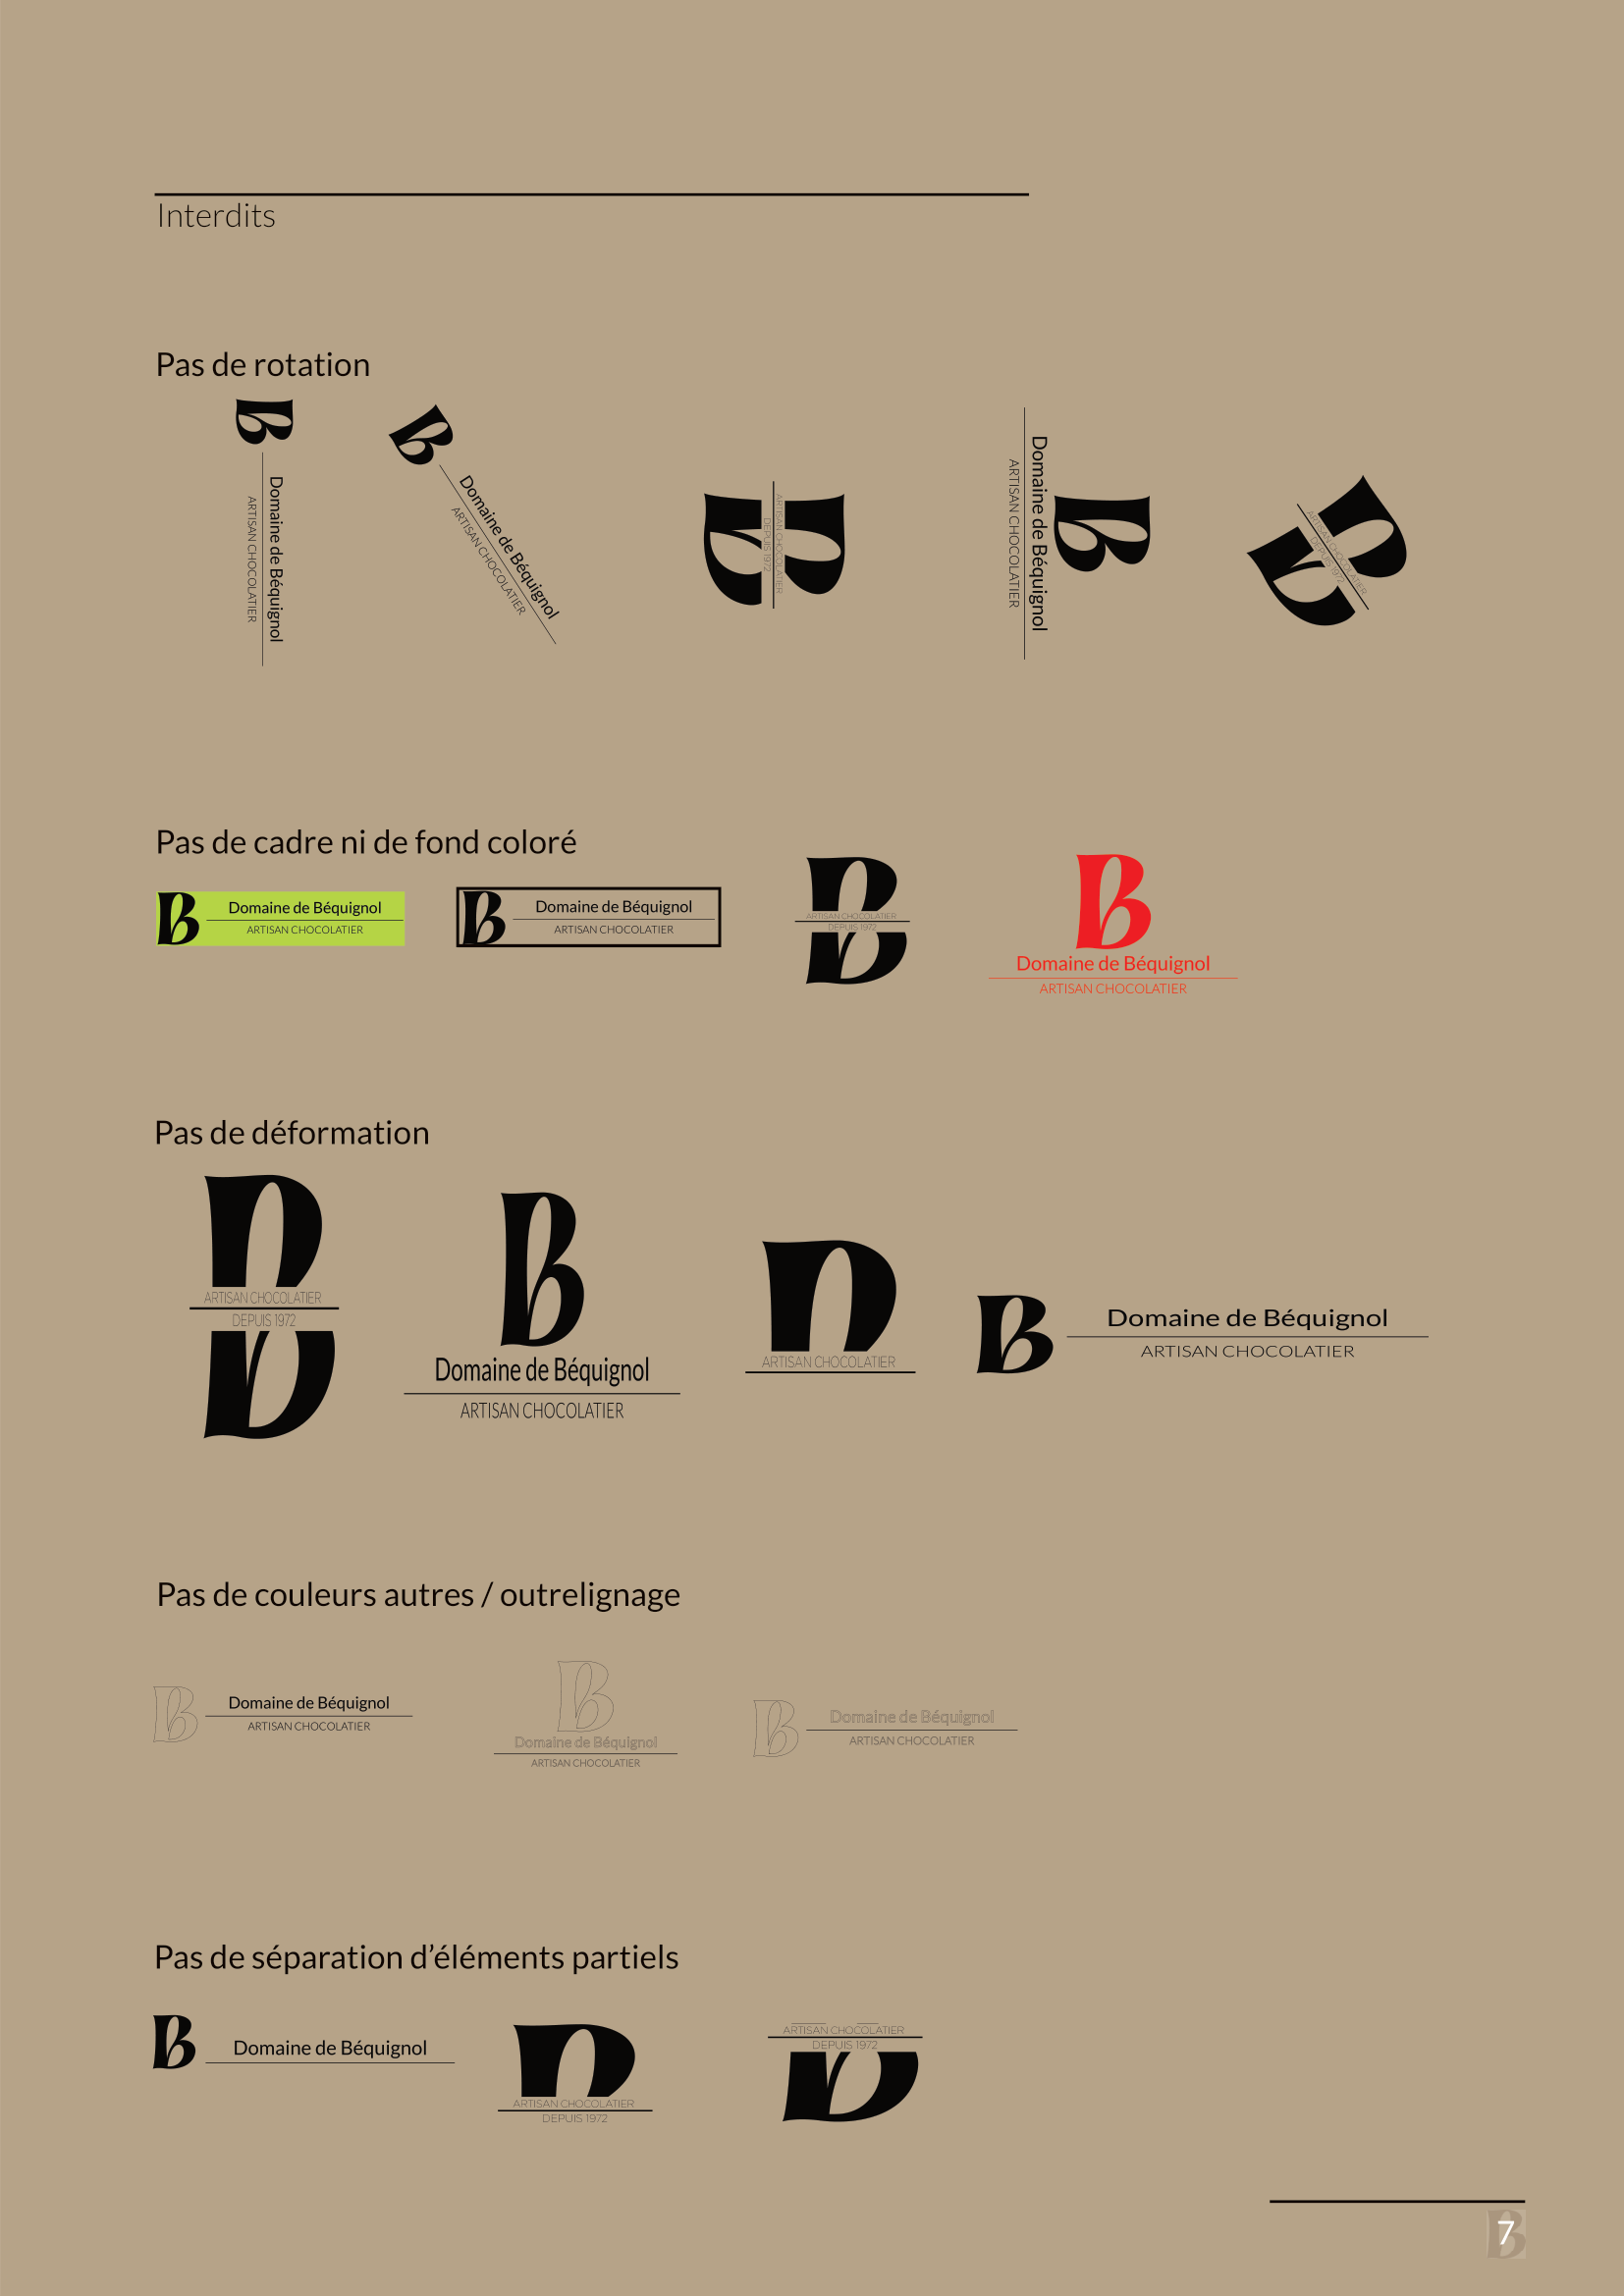 Interdits
Pas de rotation
B
Domaine de Béquignol
ARTISAN CHOCOLATIER
B
Domaine de Béquignol
ARTISAN CHOCOLATIER
B
ARTISAN CHOCOLATIER
DEPUIS 1972
B
Domaine de Béquignol
ARTISAN CHOCOLATIER
B
ARTISAN CHOCOLATIER
DEPUIS 1972
Pas de cadre ni de fond coloré
B
Domaine de Béquignol
ARTISAN CHOCOLATIER
B
Domaine de Béquignol
ARTISAN CHOCOLATIER
B
ARTISAN CHOCOLATIER
DEPUIS 1972
B
Domaine de Béquignol
ARTISAN CHOCOLATIER
Pas de déformation
B
ARTISAN CHOCOLATIER
DEPUIS 1972
B
Domaine de Béquignol
ARTISAN CHOCOLATIER
ARTISAN CHOCOLATIER
B
Domaine de Béquignol
ARTISAN CHOCOLATIER
Pas de couleurs autres / outrelignage
B
Domaine de Béquignol
ARTISAN CHOCOLATIER
B
Domaine de Béquignol
ARTISAN CHOCOLATIER
B
Domaine de Béquignol
ARTISAN CHOCOLATIER
Pas de séparation d’éléments partiels
B
Domaine de Béquignol
ARTISAN CHOCOLATIER
DEPUIS 1972
ARTISAN CHOCOLATIER
DEPUIS 1972
B
7